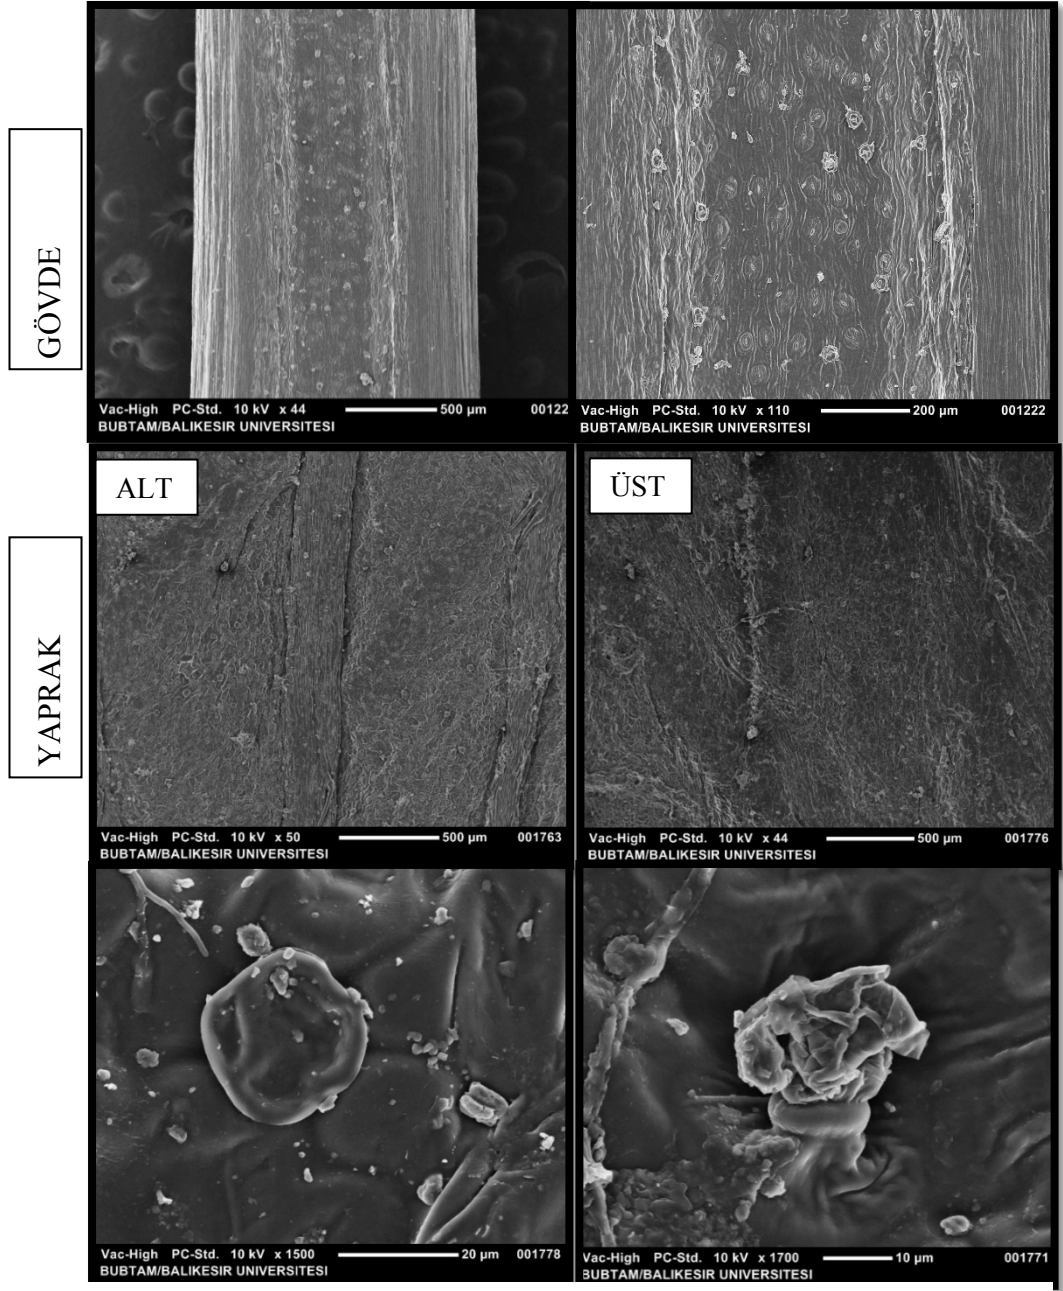 GÖVDE
Vac-High PC-Std. 10 kV x 44 500 µm 00122
BUBTAM/BALIKESIR UNIVERSITESI
Vac-High PC-Std. 10 kV x 110 200 µm 001222
BUBTAM/BALIKESIR UNIVERSITESI
YAPRAK
ALT
Vac-High PC-Std. 10 kV x 50 500 µm 001763
BUBTAM/BALIKESIR UNIVERSITESI
ÜST
Vac-High PC-Std. 10 kV x 44 500 µm 001776
BUBTAM/BALIKESIR UNIVERSITESI
Vac-High PC-Std. 10 kV x 1500 20 µm 001778
BUBTAM/BALIKESIR UNIVERSITESI
Vac-High PC-Std. 10 kV x 1700 10 µm 001771
BUBTAM/BALIKESIR UNIVERSITESI